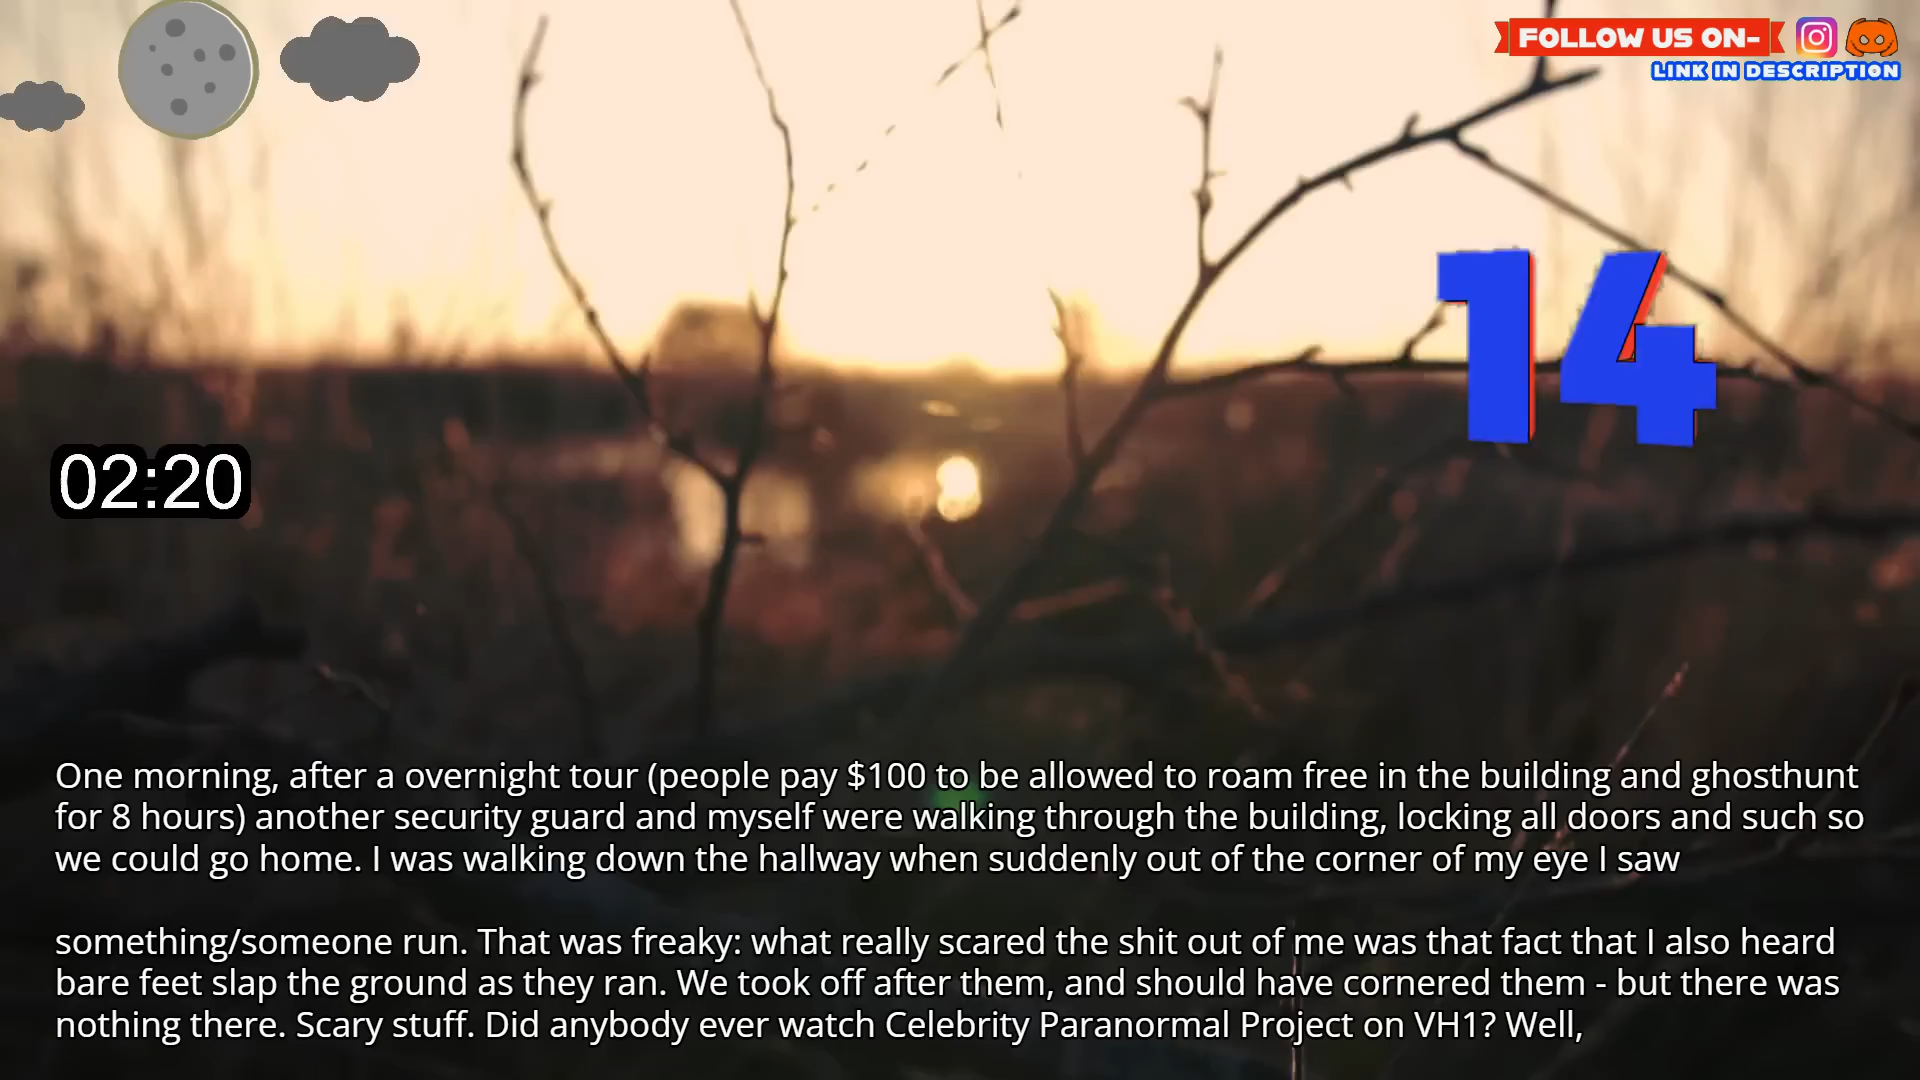 FOLLOW US ON-
LINK IN DESCRIPTION
14
02:20
One morning, after a overnight tour (people pay $100 to be allowed to roam free in the building and ghosthunt
for 8 hours) another security guard and myself were walking through the building, locking all doors and such so
we could go home. I was walking down the hallway when suddenly out of the corner of my eye I saw
something/someone run. That was freaky: what really scared the shit out of me was that fact that I also heard
bare feet slap the ground as they ran. We took off after them, and should have cornered them - but there was
nothing there. Scary stuff. Did anybody ever watch Celebrity Paranormal Project on VH1? Well,